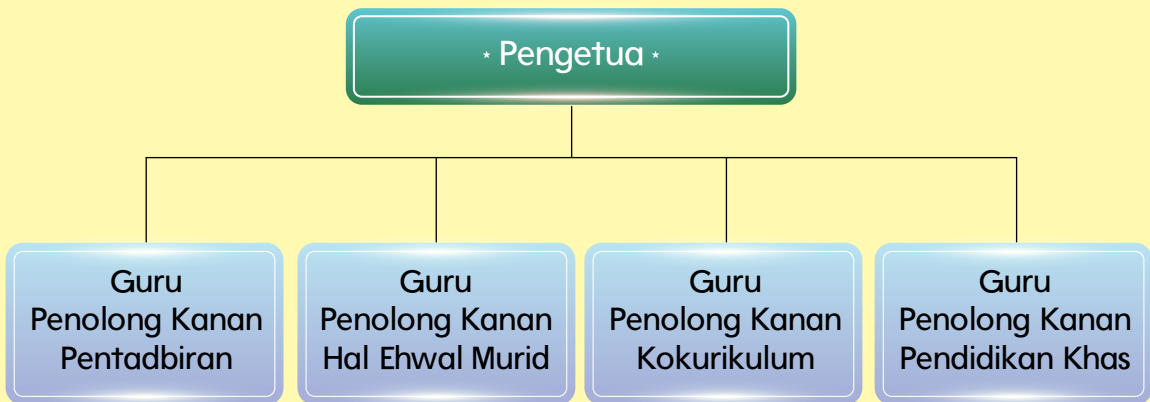 * Pengetua *
Guru
Penolong Kanan
Pentadbiran
Guru
Penolong Kanan
Hal Ehwal Murid
Guru
Penolong Kanan
Kokurikulum
Guru
Penolong Kanan
Pendidikan Khas